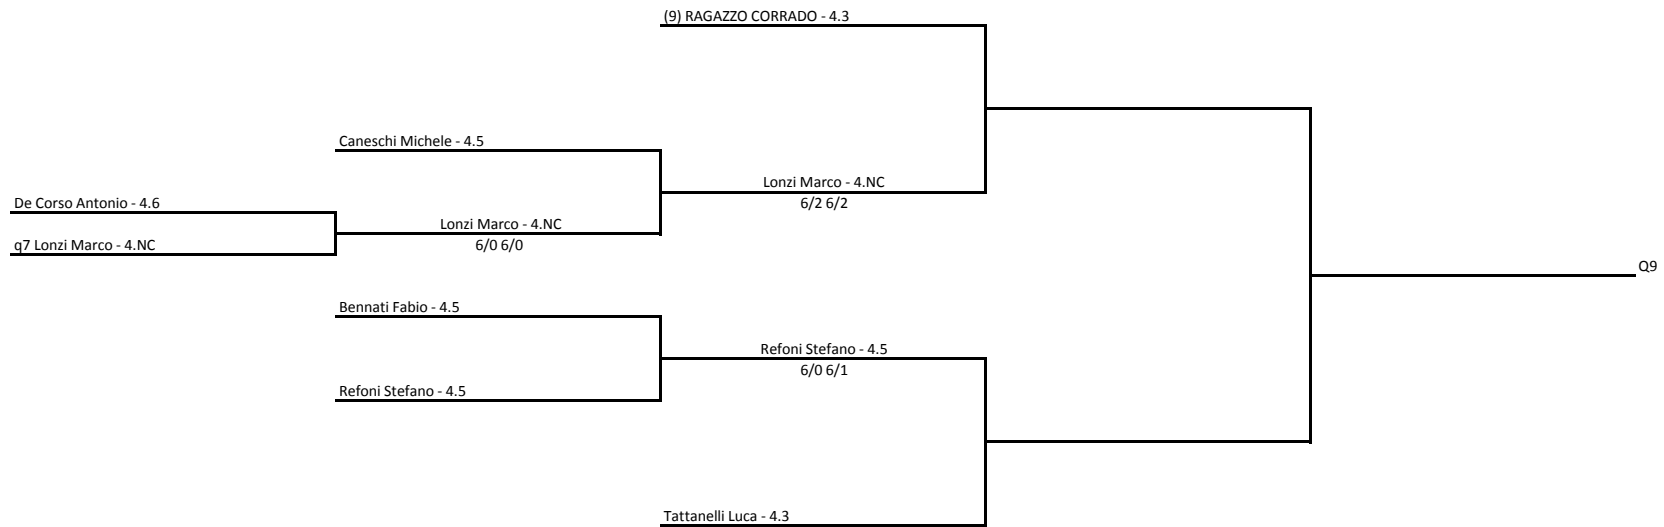 (9) RAGAZZO CORRADO - 4.3
Caneschi Michele - 4.5
Lonzi Marco - 4.NC
6/2 6/2
De Corso Antonio - 4.6
Lonzi Marco - 4.NC
6/0 6/0
q7 Lonzi Marco - 4.NC
Q9
Bennati Fabio - 4.5
Refoni Stefano - 4.5
6/0 6/1
Refoni Stefano - 4.5
Tattanelli Luca - 4.3